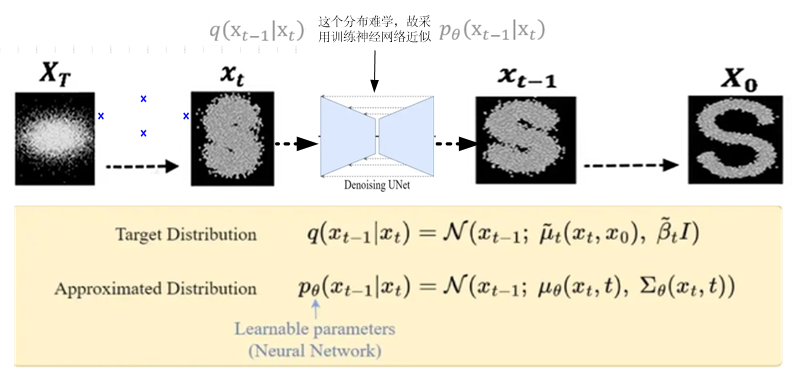 q(x_{t-1}|x_t) 这个分布难学，故采 p_θ(x_{t-1}|x_t)
用训练神经网络近似
X_T x_t x_{t-1} X_0
Denoising UNet
Target Distribution q(x_{t-1}|x_t) = 𝒩(x_{t-1}; μ̃_t(x_t, x_0), β̃_t I)
Approximated Distribution p_θ(x_{t-1}|x_t) = 𝒩(x_{t-1}; μ_θ(x_t, t), Σ_θ(x_t, t))
Learnable parameters
(Neural Network)